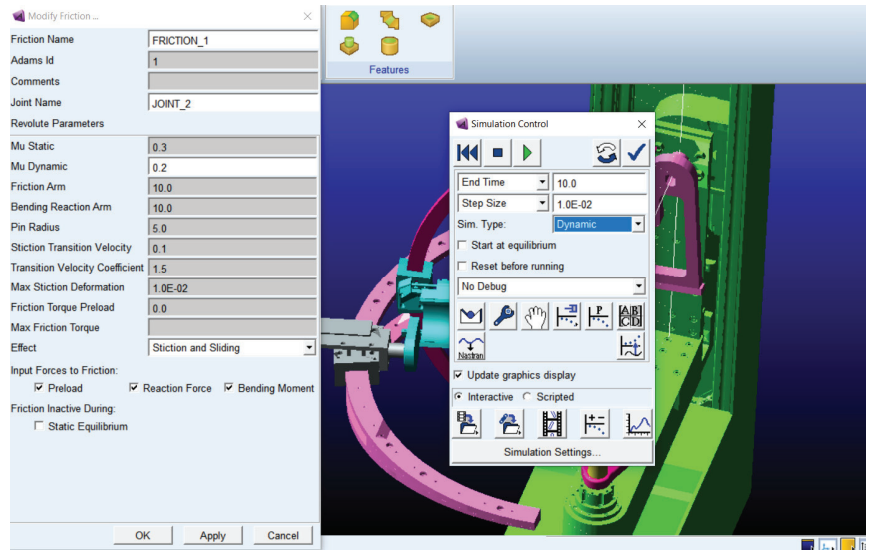 Modify Friction ...
Friction Name FRICTION_1
Adams Id 1
Comments
Joint Name JOINT_2
Revolute Parameters
Mu Static 0.3
Mu Dynamic 0.2
Friction Arm 10.0
Bending Reaction Arm 10.0
Pin Radius 5.0
Stiction Transition Velocity 0.1
Transition Velocity Coefficient 1.5
Max Stiction Deformation 1.0E-02
Friction Torque Preload 0.0
Max Friction Torque
Effect Stiction and Sliding
Input Forces to Friction:
Preload Reaction Force Bending Moment
Friction Inactive During:
Static Equilibrium
OK Apply Cancel
Features
Simulation Control
End Time 10.0
Step Size 1.0E-02
Sim. Type: Dynamic
Start at equilibrium
Reset before running
No Debug
P AB CD
Nastran
Update graphics display
Interactive Scripted
Simulation Settings...